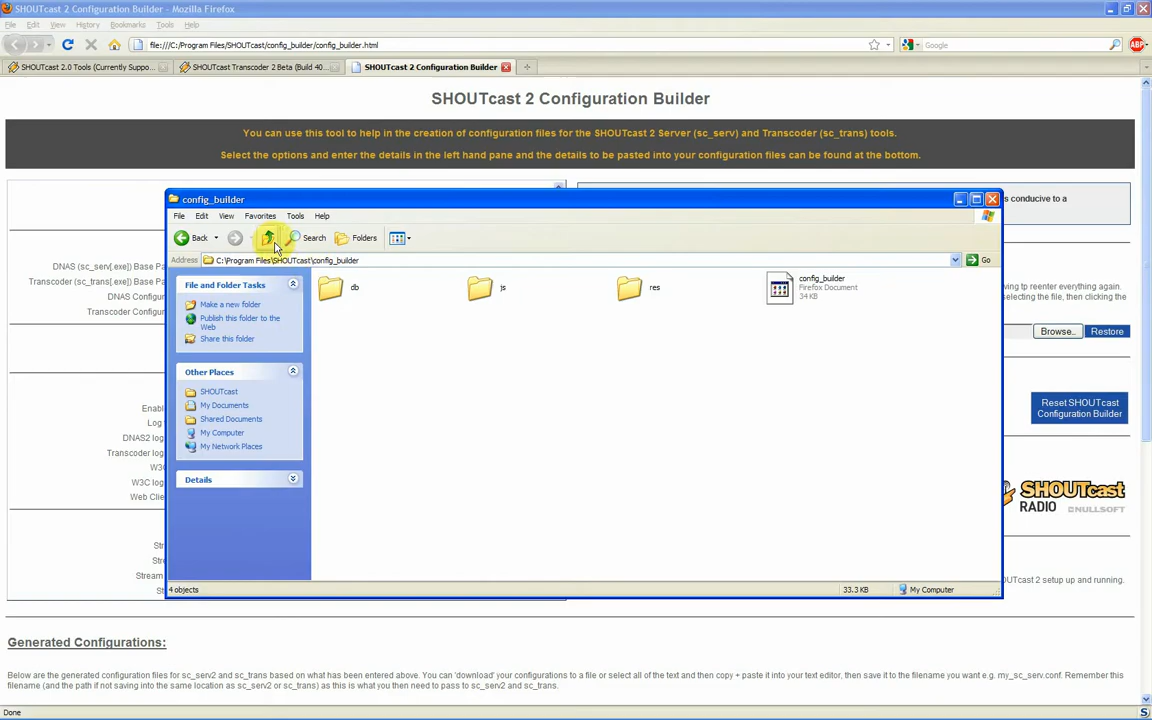 SHOUTcast 2 Configuration Builder - Mozilla Firefox
File Edit View History Bookmarks Tools Help
file:///C:/Program Files/SHOUTcast/config_builder/config_builder.html
Google
ABP
SHOUTcast 2.0 Tools (Currently Suppo...
SHOUTcast Transcoder 2 Beta (Build 40...
SHOUTcast 2 Configuration Builder
SHOUTcast 2 Configuration Builder
You can use this tool to help in the creation of configuration files for the SHOUTcast 2 Server (sc_serv) and Transcoder (sc_trans) tools.
Select the options and enter the details in the left hand pane and the details to be pasted into your configuration files can be found at the bottom.
config_builder
File Edit View Favorites Tools Help
Back Search Folders
Address C:\Program Files\SHOUTcast\config_builder Go
File and Folder Tasks
Make a new folder
Publish this folder to the
Web
Share this folder
Other Places
SHOUTcast
My Documents
Shared Documents
My Computer
My Network Places
Details
db
js
res
config_builder
Firefox Document
34 KB
4 objects
33.3 KB
My Computer
DNAS (sc_serv[.exe]) Base Pa
Transcoder (sc_trans[.exe]) Base Pa
DNAS Configur
Transcoder Configur
Enabl
Log
DNAS2 log
Transcoder log
W3C
W3C log
Web Clie
Str
Stre
Stream
St
s conducive to a
ving tp reenter everything again.
selecting the file, then clicking the
Browse..
Restore
Reset SHOUTcast
Configuration Builder
SHOUTcast
RADIO NULLSOFT
OUTcast 2 setup up and running.
Generated Configurations:
Below are the generated configuration files for sc_serv2 and sc_trans based on what has been entered above. You can 'download' your configurations to a file or select all of the text and then copy + paste it into your text editor, then save it to the filename you want e.g. my_sc_serv.conf. Remember this
filename (and the path if not saving into the same location as sc_serv2 or sc_trans) as this is what you then need to pass to sc_serv2 and sc_trans.
Done